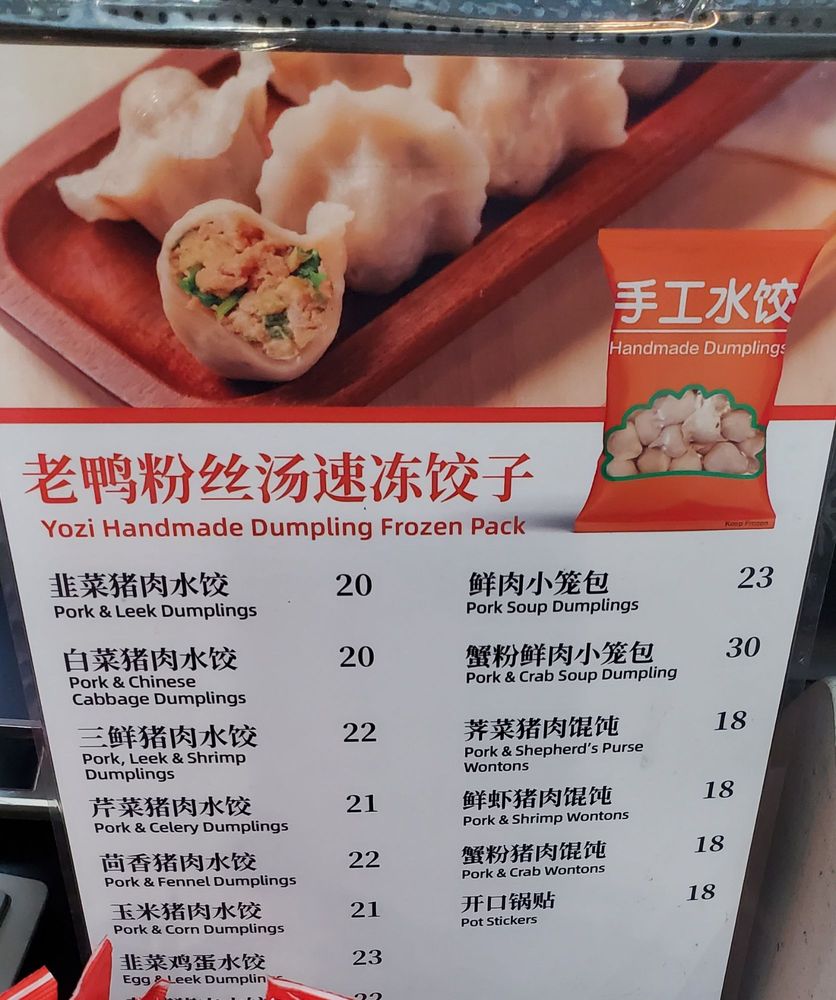 手工水饺
Handmade Dumplings
Keep Frozen
老鸭粉丝汤速冻饺子
Yozi Handmade Dumpling Frozen Pack
韭菜猪肉水饺 20
Pork & Leek Dumplings
白菜猪肉水饺 20
Pork & Chinese
Cabbage Dumplings
三鲜猪肉水饺 22
Pork, Leek & Shrimp
Dumplings
芹菜猪肉水饺 21
Pork & Celery Dumplings
茴香猪肉水饺 22
Pork & Fennel Dumplings
玉米猪肉水饺 21
Pork & Corn Dumplings
韭菜鸡蛋水饺 23
Egg & Leek Dumplin
22
鲜肉小笼包 23
Pork Soup Dumplings
蟹粉鲜肉小笼包 30
Pork & Crab Soup Dumpling
荠菜猪肉馄饨 18
Pork & Shepherd's Purse
Wontons
鲜虾猪肉馄饨 18
Pork & Shrimp Wontons
蟹粉猪肉馄饨 18
Pork & Crab Wontons
开口锅贴 18
Pot Stickers